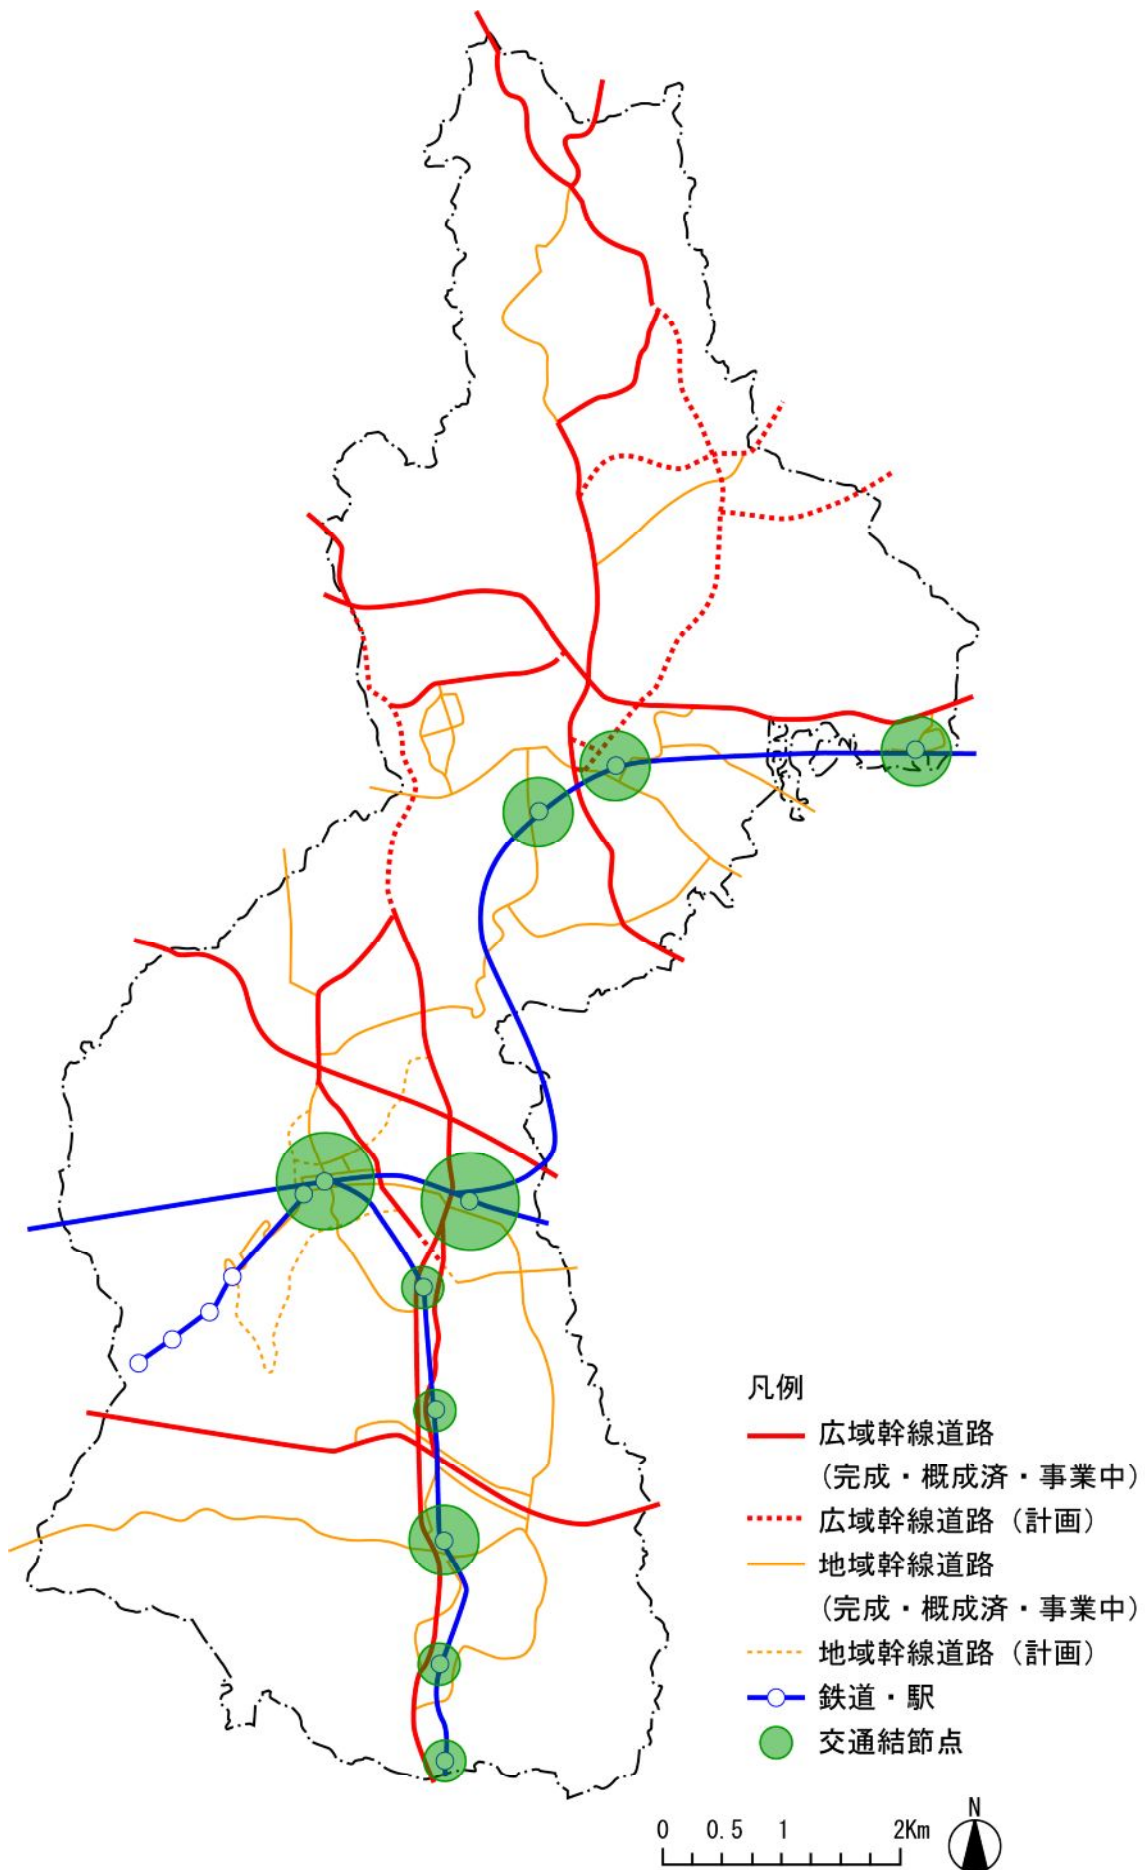 凡例
広域幹線道路
(完成・概成済・事業中)
広域幹線道路（計画）
地域幹線道路
(完成・概成済・事業中)
地域幹線道路（計画）
鉄道・駅
交通結節点
0 0.5 1 2Km
N